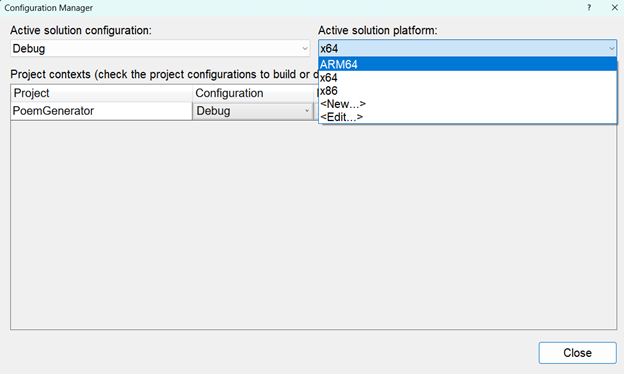 Configuration Manager
?
Active solution configuration:
Active solution platform:
Debug
x64
ARM64
x64
x86
<New...>
<Edit...>
Project contexts (check the project configurations to build or d
Project
Configuration
PoemGenerator
Debug
Close